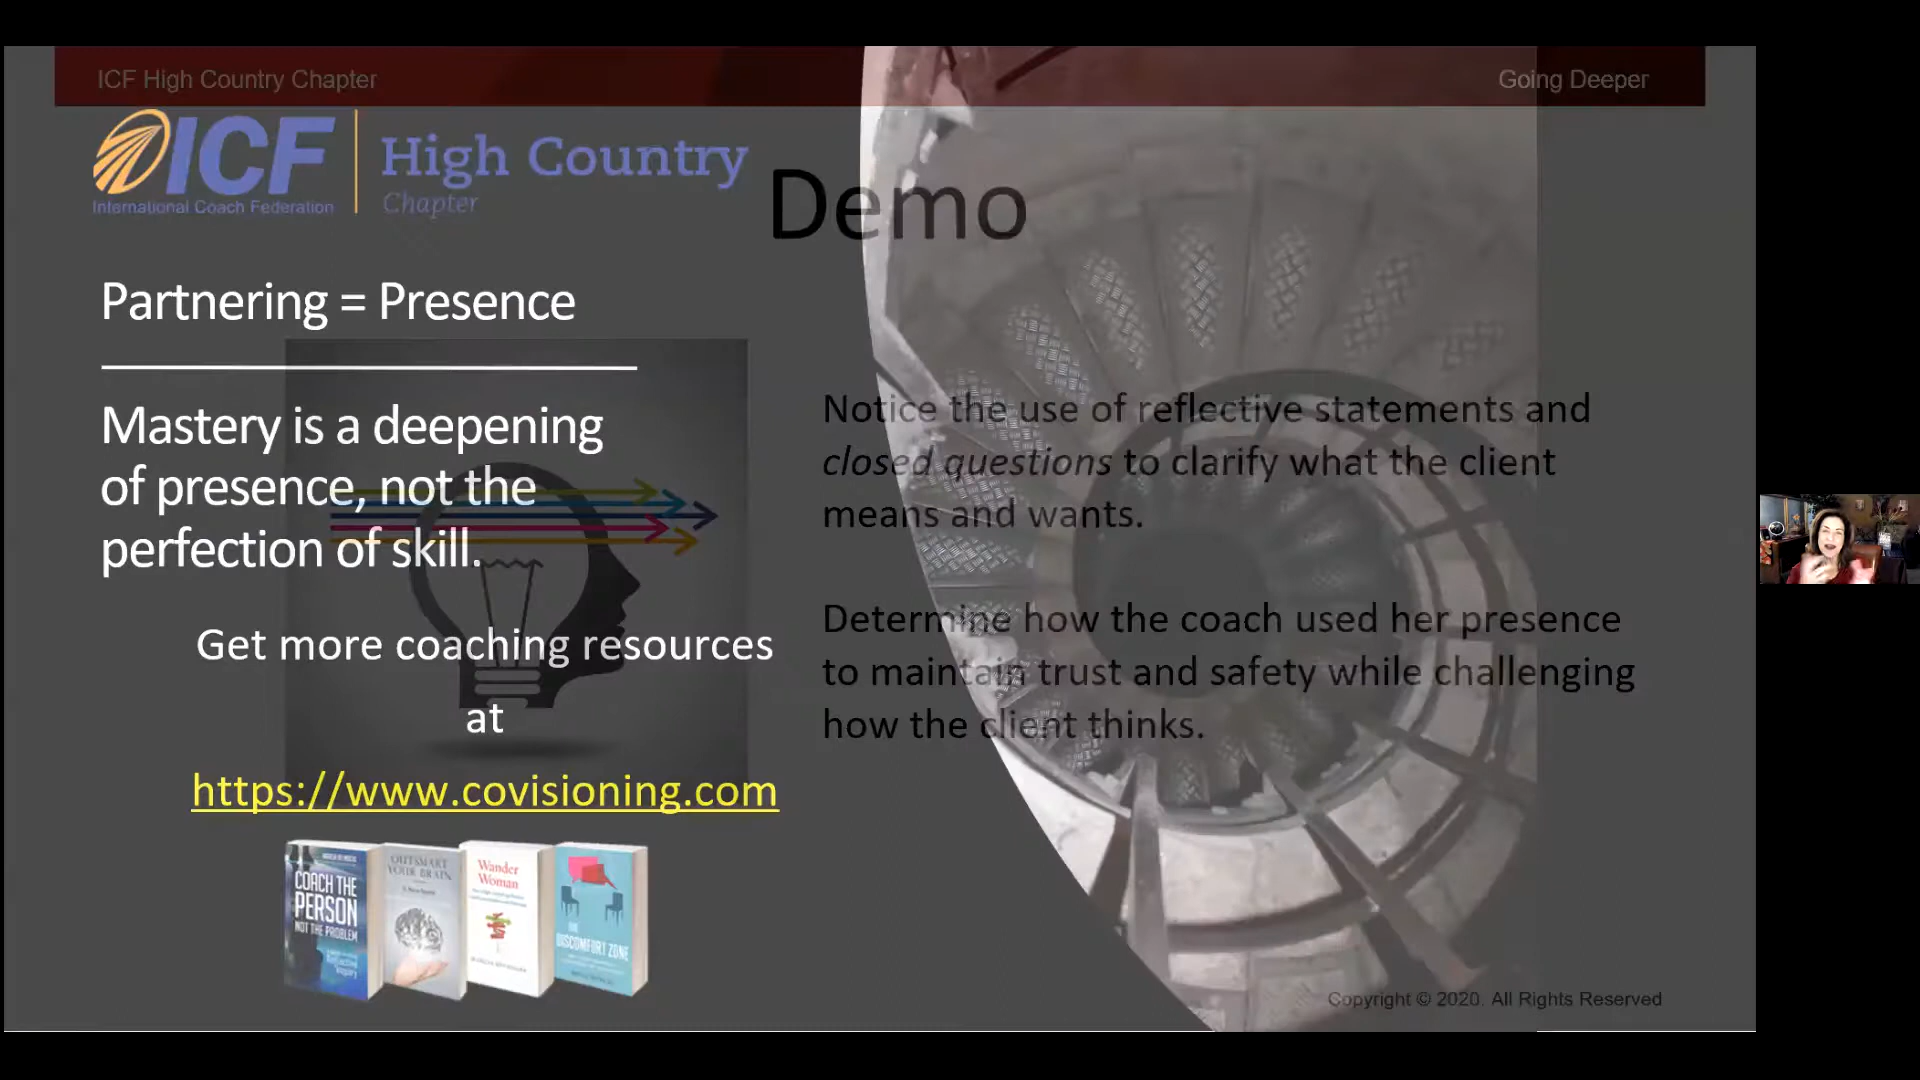 ICF High Country Chapter
Going Deeper
ICF
International Coach Federation
High Country
Chapter
Demo
Partnering = Presence
Mastery is a deepening
of presence, not the
perfection of skill.
Get more coaching resources
at
https://www.covisioning.com
Notice the use of reflective statements and
closed questions to clarify what the client
means and wants.
Determine how the coach used her presence
to maintain trust and safety while challenging
how the client thinks.
COACH THE
PERSON
NOT THE PROBLEM
OUTSMART
YOUR BRAIN
Wander
Woman
DISCOMFORT ZONE
Copyright © 2020. All Rights Reserved